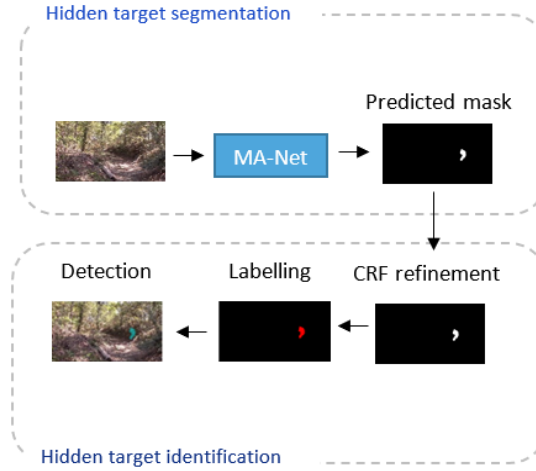 Hidden target segmentation
Predicted mask
MA-Net
Detection
Labelling
CRF refinement
Hidden target identification